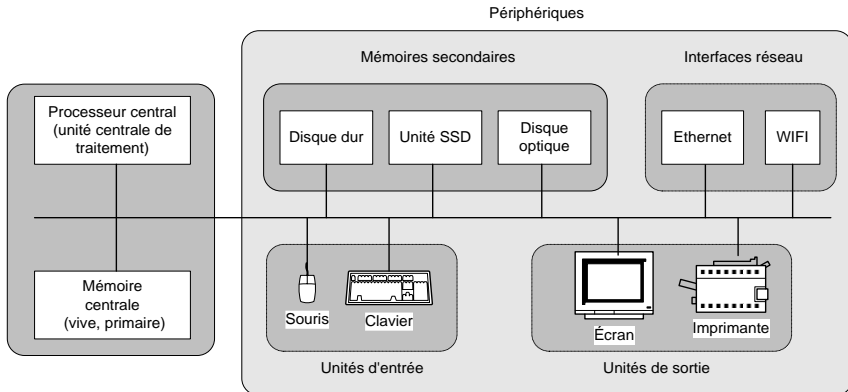 Périphériques
Mémoires secondaires
Interfaces réseau
Processeur central
(unité centrale de
traitement)
Disque dur
Unité SSD
Disque
optique
Ethernet
WIFI
Mémoire
centrale
(vive, primaire)
Souris
Clavier
Écran
Imprimante
Unités d'entrée
Unités de sortie